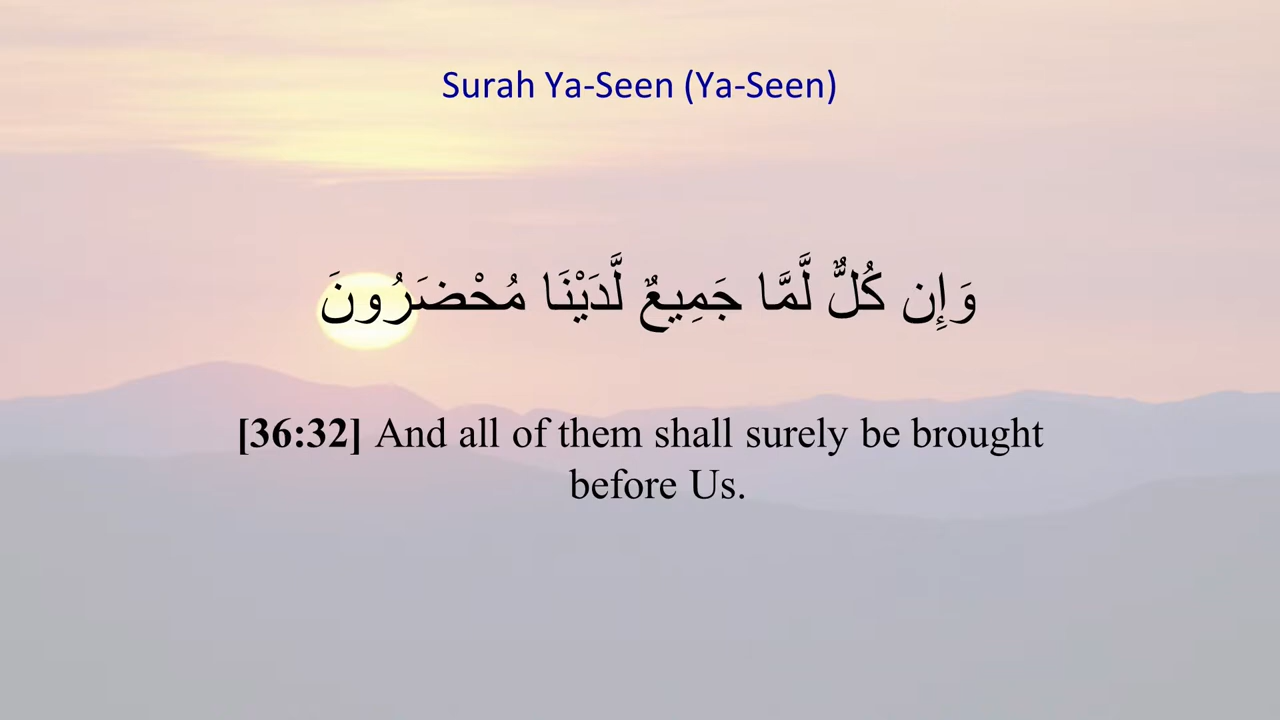 Surah Ya-Seen (Ya-Seen)
وَإِن كُلٌّ لَّمَّا جَمِيعٌ لَّدَيْنَا مُحْضَرُونَ
[36:32] And all of them shall surely be brought
before Us.